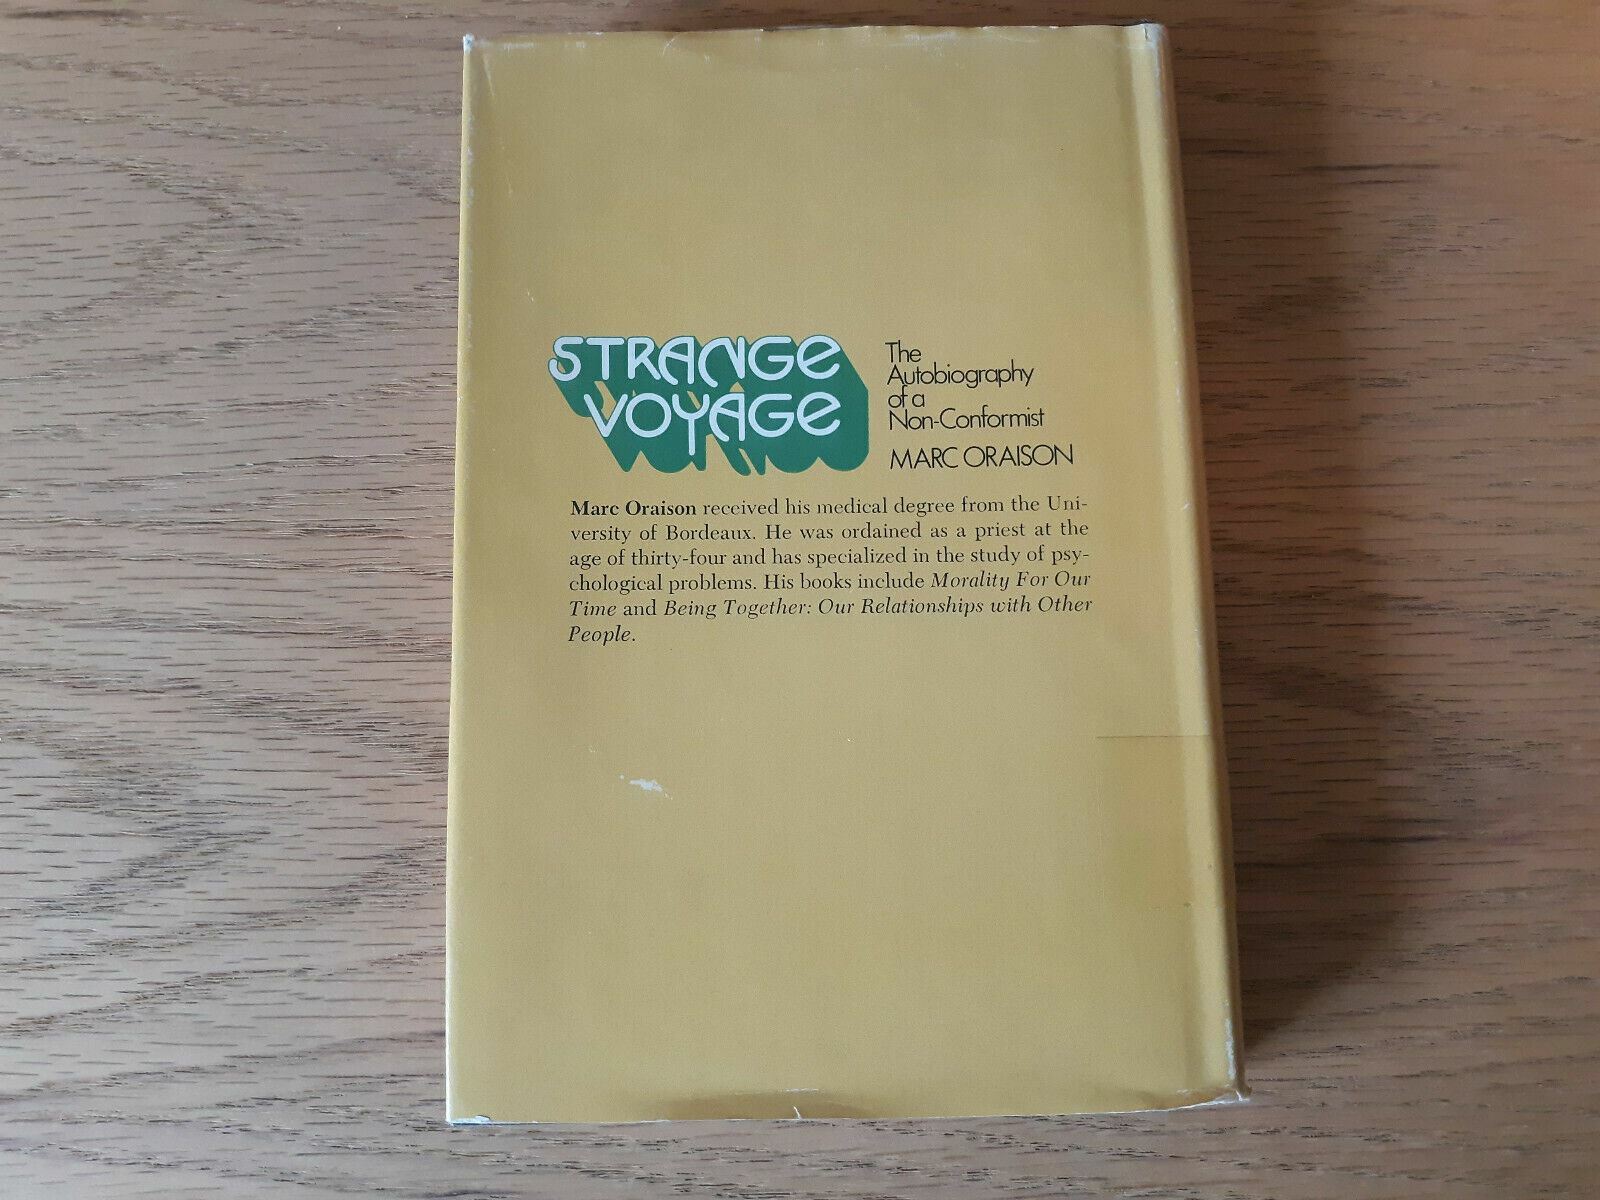 STRANGE
VOYAGE
The
Autobiography
of a
Non-Conformist
MARC ORAISON
Marc Oraison received his medical degree from the Uni-
versity of Bordeaux. He was ordained as a priest at the
age of thirty-four and has specialized in the study of psy-
chological problems. His books include Morality For Our
Time and Being Together: Our Relationships with Other
People.